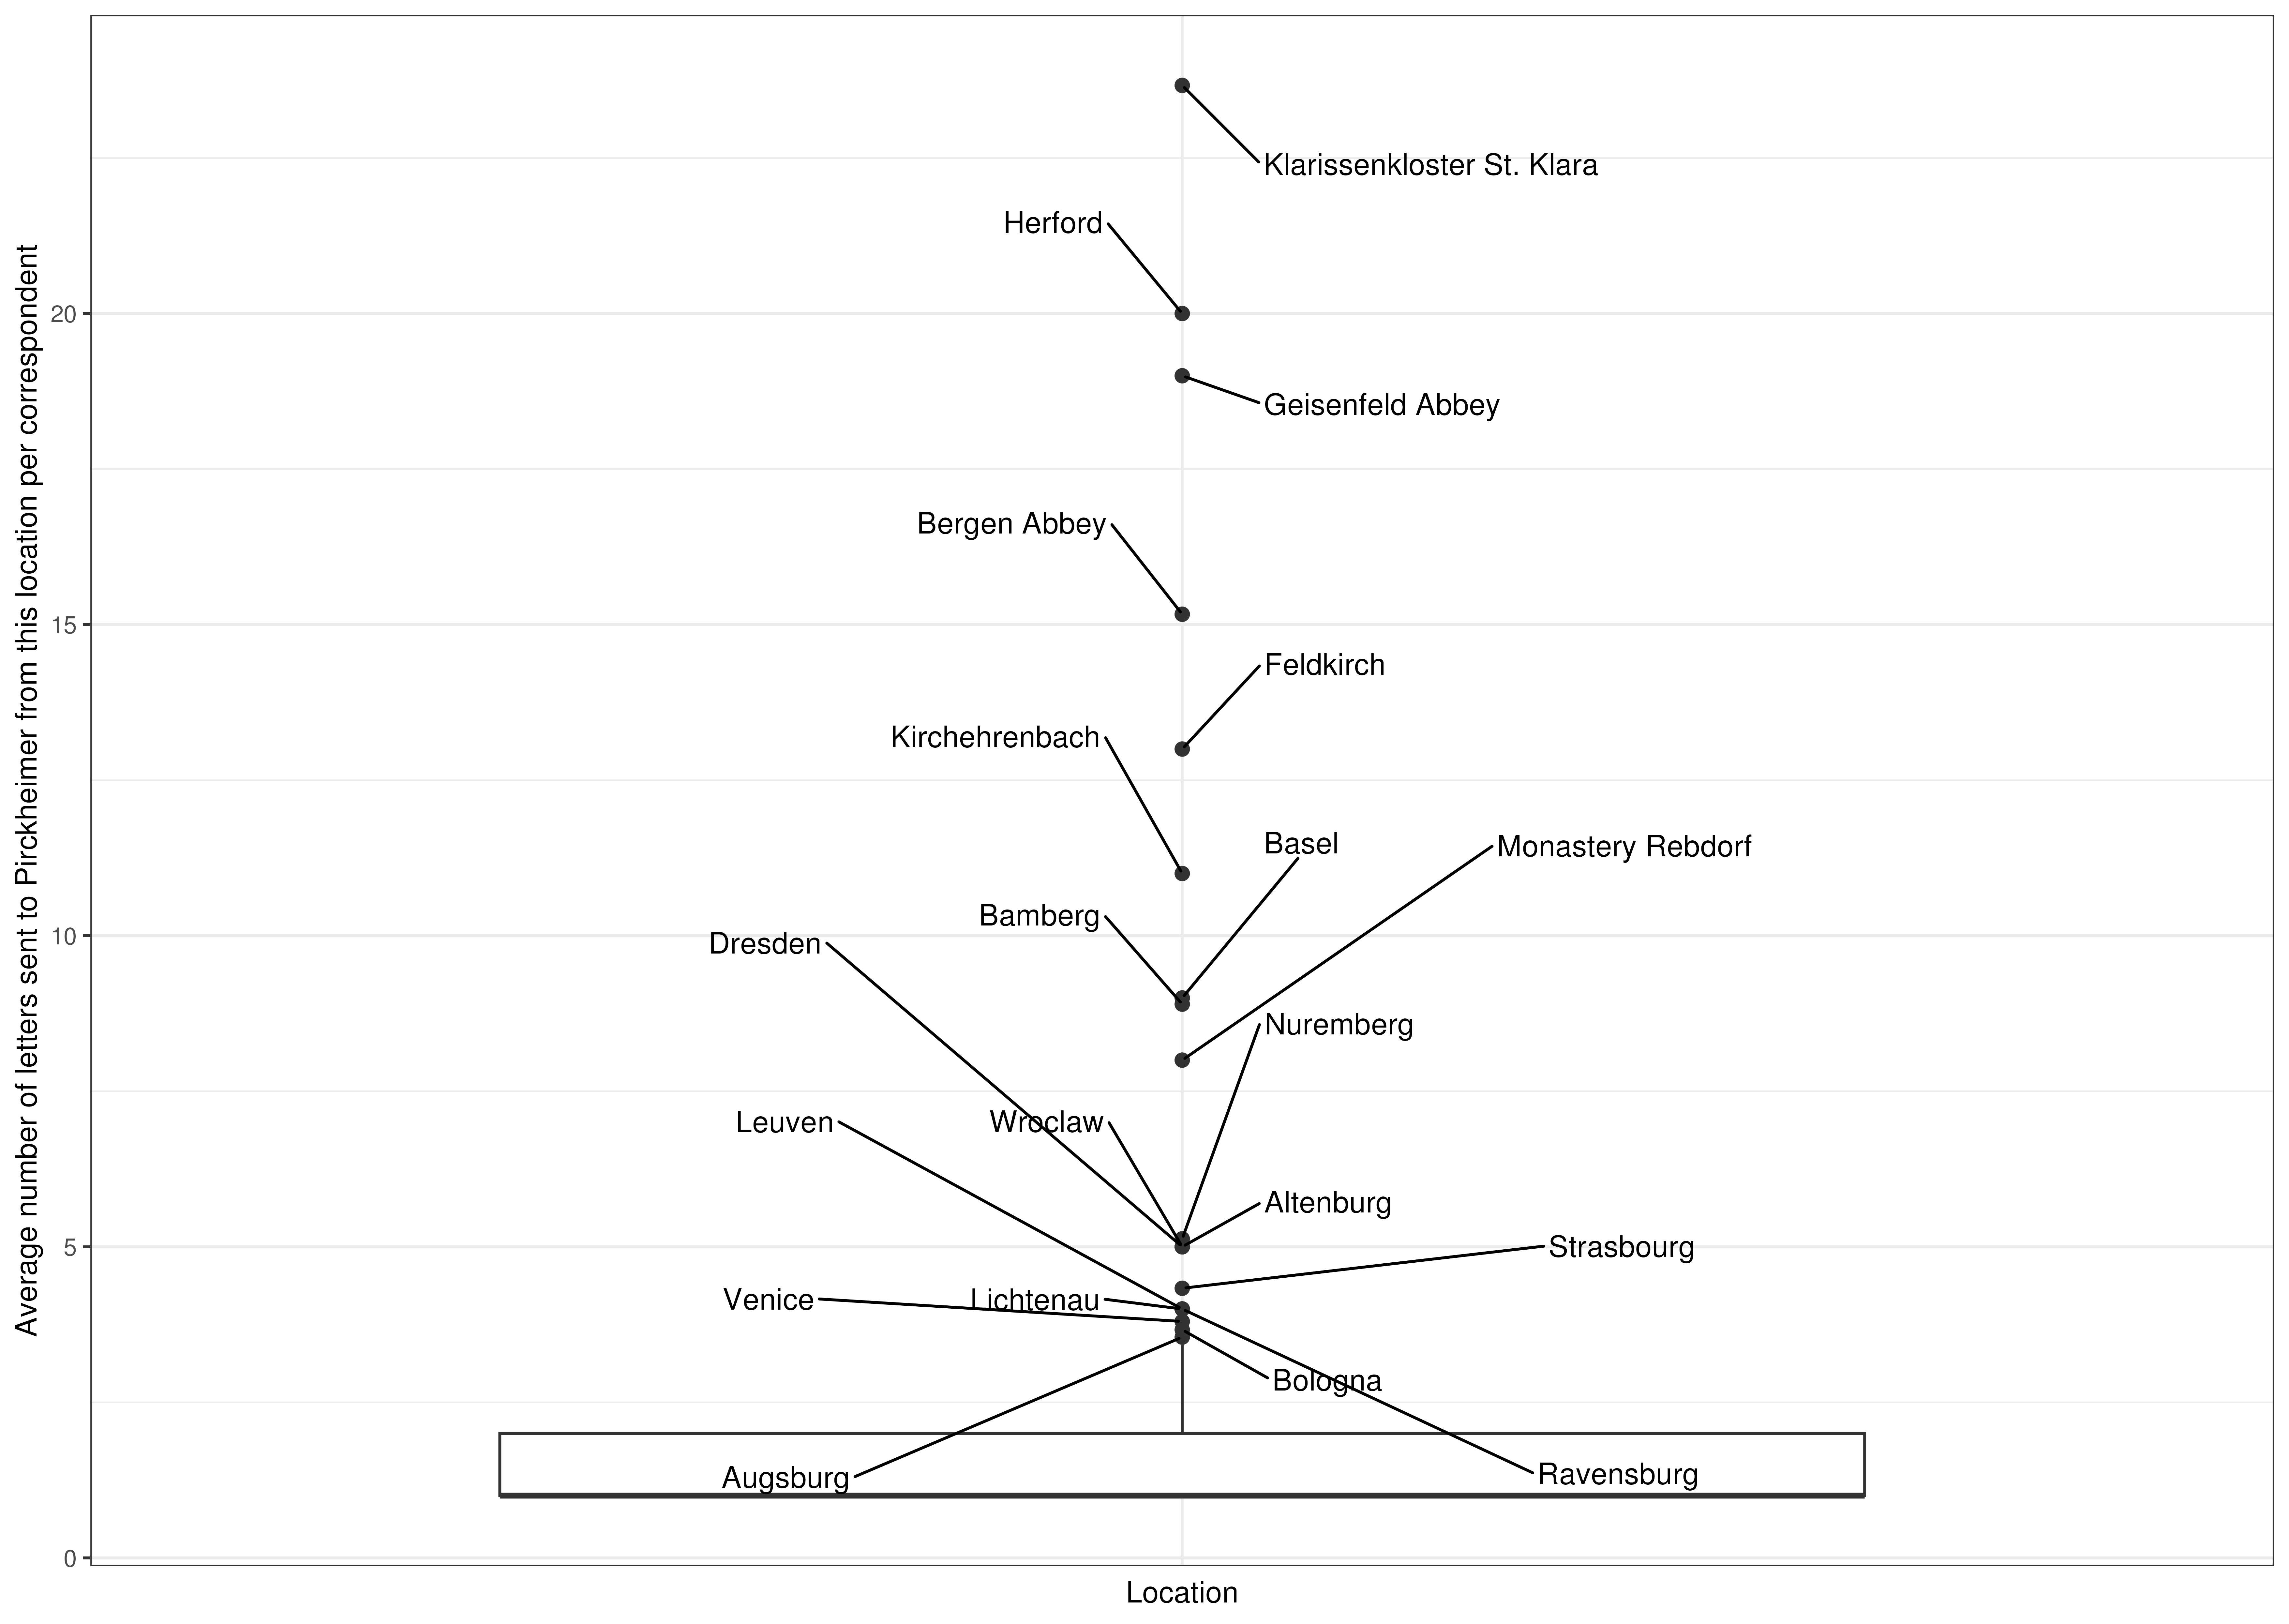 Average number of letters sent to Pirckheimer from this location per correspondent
Klarissenkloster St. Klara
Herford
20
Geisenfeld Abbey
Bergen Abbey
15
Feldkirch
Kirchehrenbach
Basel
Monastery Rebdorf
Bamberg
10
Dresden
Nuremberg
Leuven
Wroclaw
Altenburg
5
Strasbourg
Venice
Lichtenau
Bologna
Augsburg
Ravensburg
0
Location